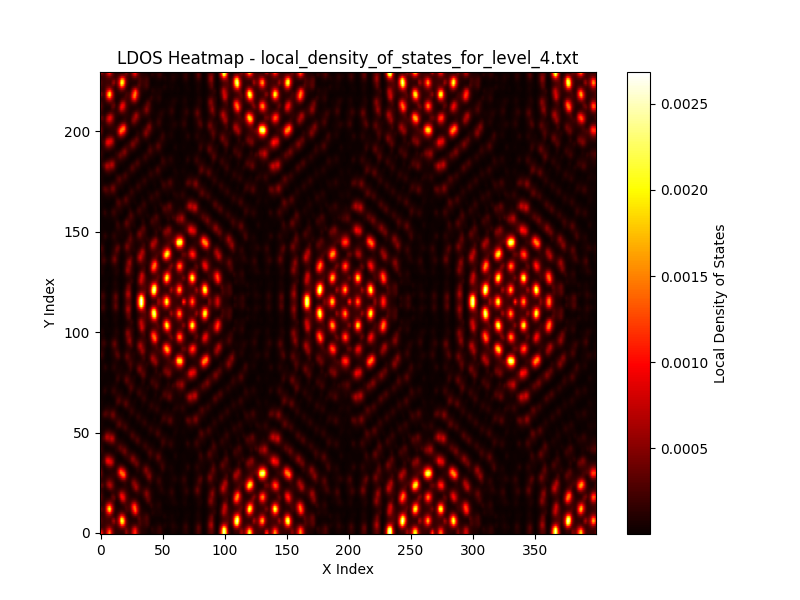 LDOS Heatmap - local_density_of_states_for_level_4.txt
200
150
100
50
0
Y Index
0 50 100 150 200 250 300 350
X Index
0.0025
0.0020
0.0015
0.0010
0.0005
Local Density of States